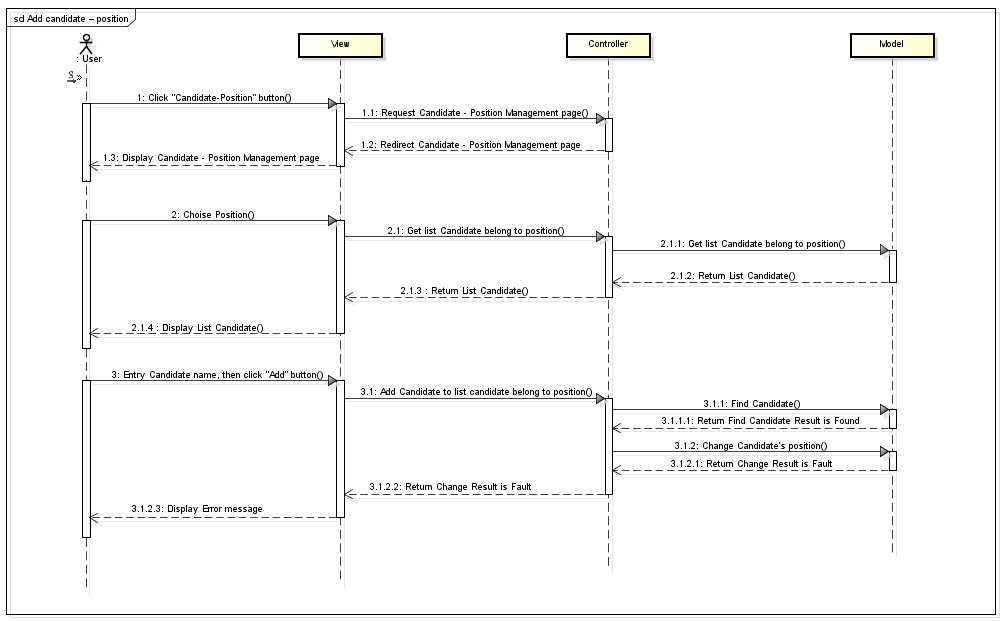 sd Add candidate – position
: User
View
Controller
Model
1: Click "Candidate-Position" button()
1.1: Request Candidate - Position Management page()
1.2: Redirect Candidate - Position Management page
1.3: Display Candidate - Position Management page
2: Choise Position()
2.1: Get list Candidate belong to position()
2.1.1: Get list Candidate belong to position()
2.1.2: Return List Candidate()
2.1.3 : Return List Candidate()
2.1.4 : Display List Candidate()
3: Entry Candidate name, then click "Add" button()
3.1: Add Candidate to list candidate belong to position()
3.1.1: Find Candidate()
3.1.1.1: Return Find Candidate Result is Found
3.1.2: Change Candidate's position()
3.1.2.1: Return Change Result is Fault
3.1.2.2: Return Change Result is Fault
3.1.2.3: Display Error message